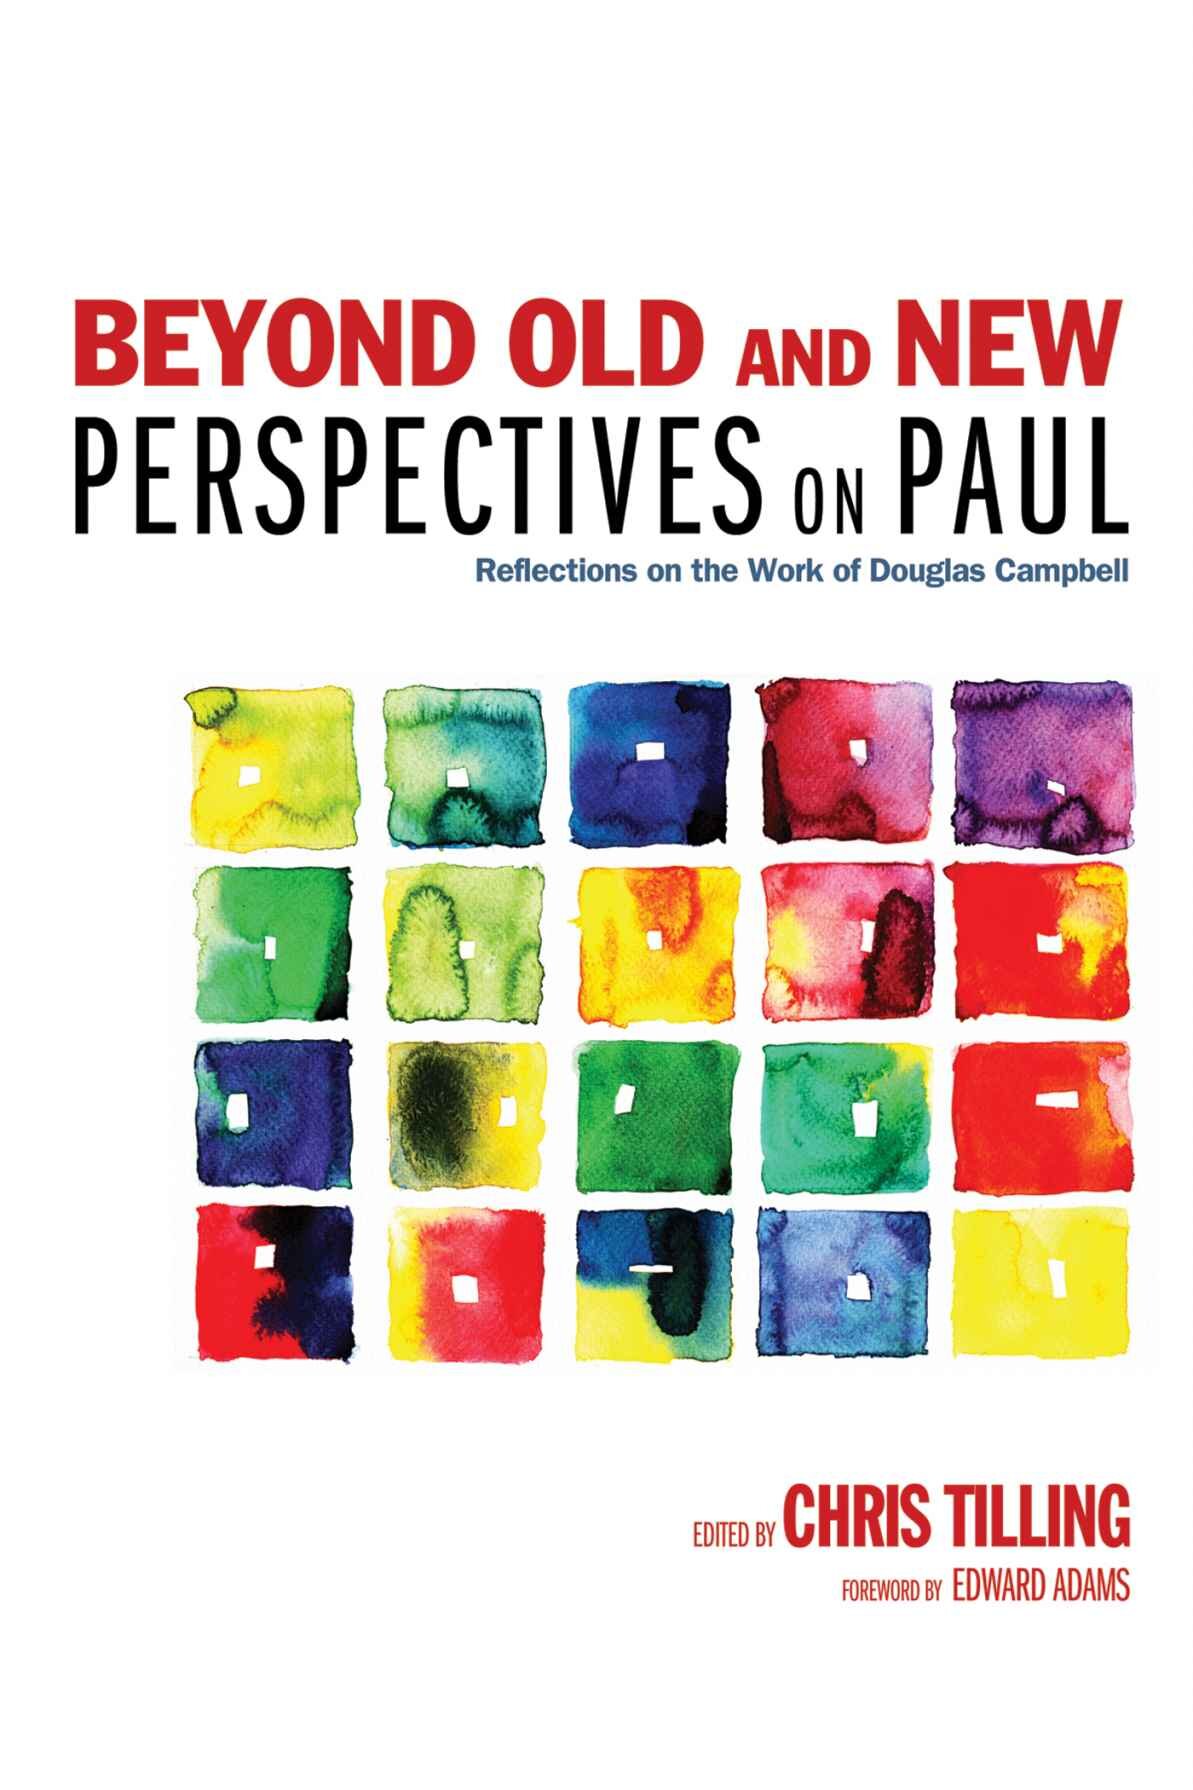 BEYOND OLD AND NEW
PERSPECTIVES ON PAUL
Reflections on the Work of Douglas Campbell
EDITED BY CHRIS TILLING
FOREWORD BY EDWARD ADAMS